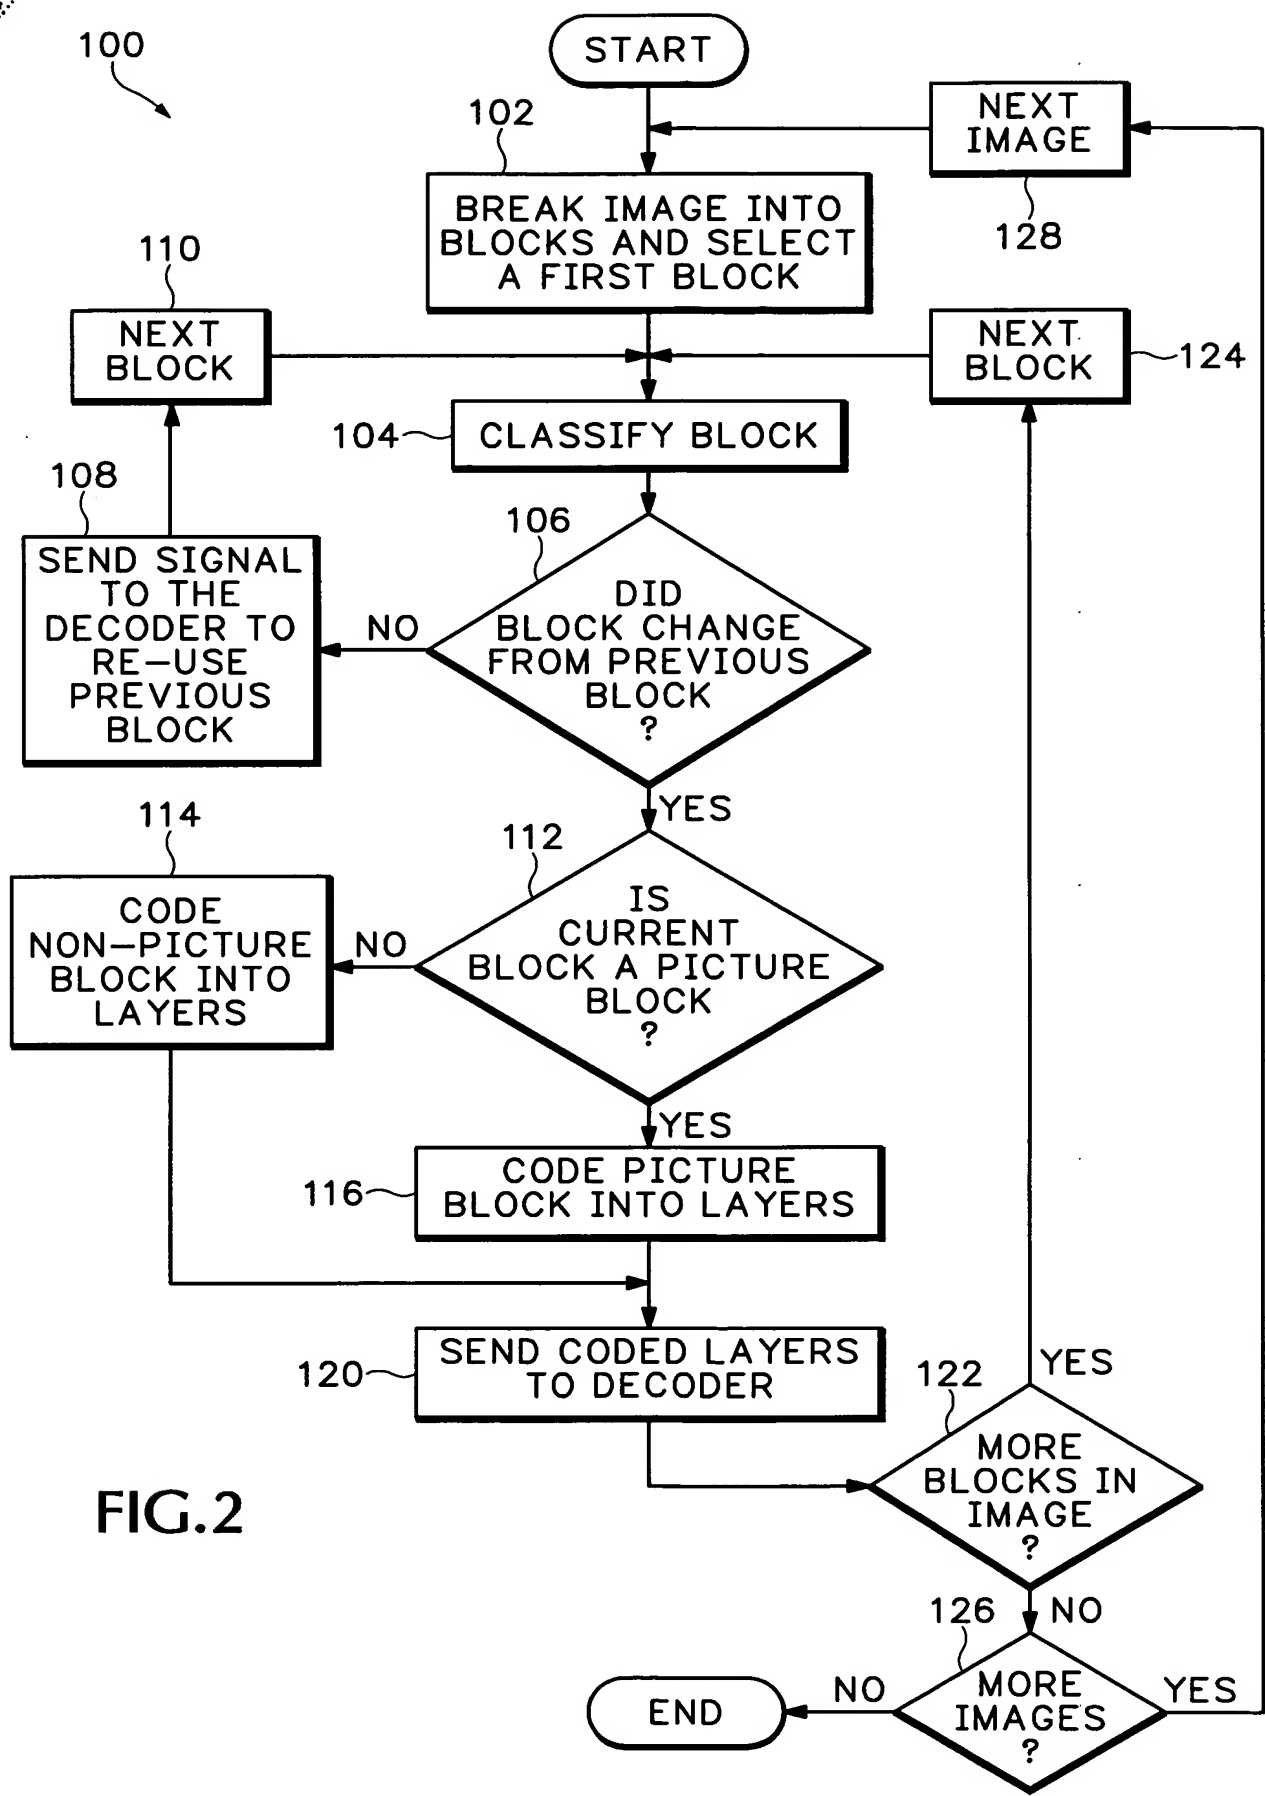 100
START
NEXT
IMAGE
128
102
BREAK IMAGE INTO
BLOCKS AND SELECT
A FIRST BLOCK
110
NEXT
BLOCK
NEXT
BLOCK
124
104
CLASSIFY BLOCK
108
SEND SIGNAL
TO THE
DECODER TO
RE-USE
PREVIOUS
BLOCK
106
DID
BLOCK CHANGE
FROM PREVIOUS
BLOCK
?
NO
YES
114
CODE
NON-PICTURE
BLOCK INTO
LAYERS
112
IS
CURRENT
BLOCK A PICTURE
BLOCK
?
NO
YES
116
CODE PICTURE
BLOCK INTO LAYERS
120
SEND CODED LAYERS
TO DECODER
122
YES
MORE
BLOCKS IN
IMAGE
?
NO
126
MORE
IMAGES
?
YES
NO
END
FIG.2